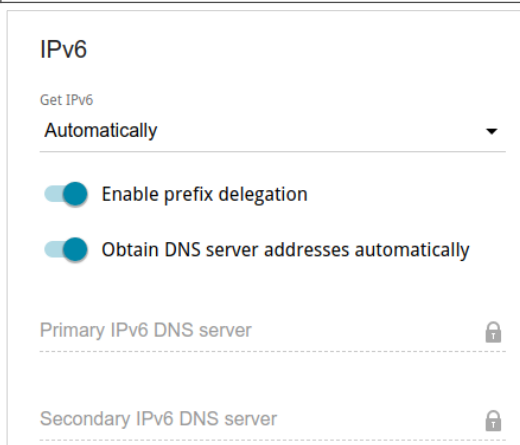 IPv6
Get IPv6
Automatically
Enable prefix delegation
Obtain DNS server addresses automatically
Primary IPv6 DNS server
Secondary IPv6 DNS server